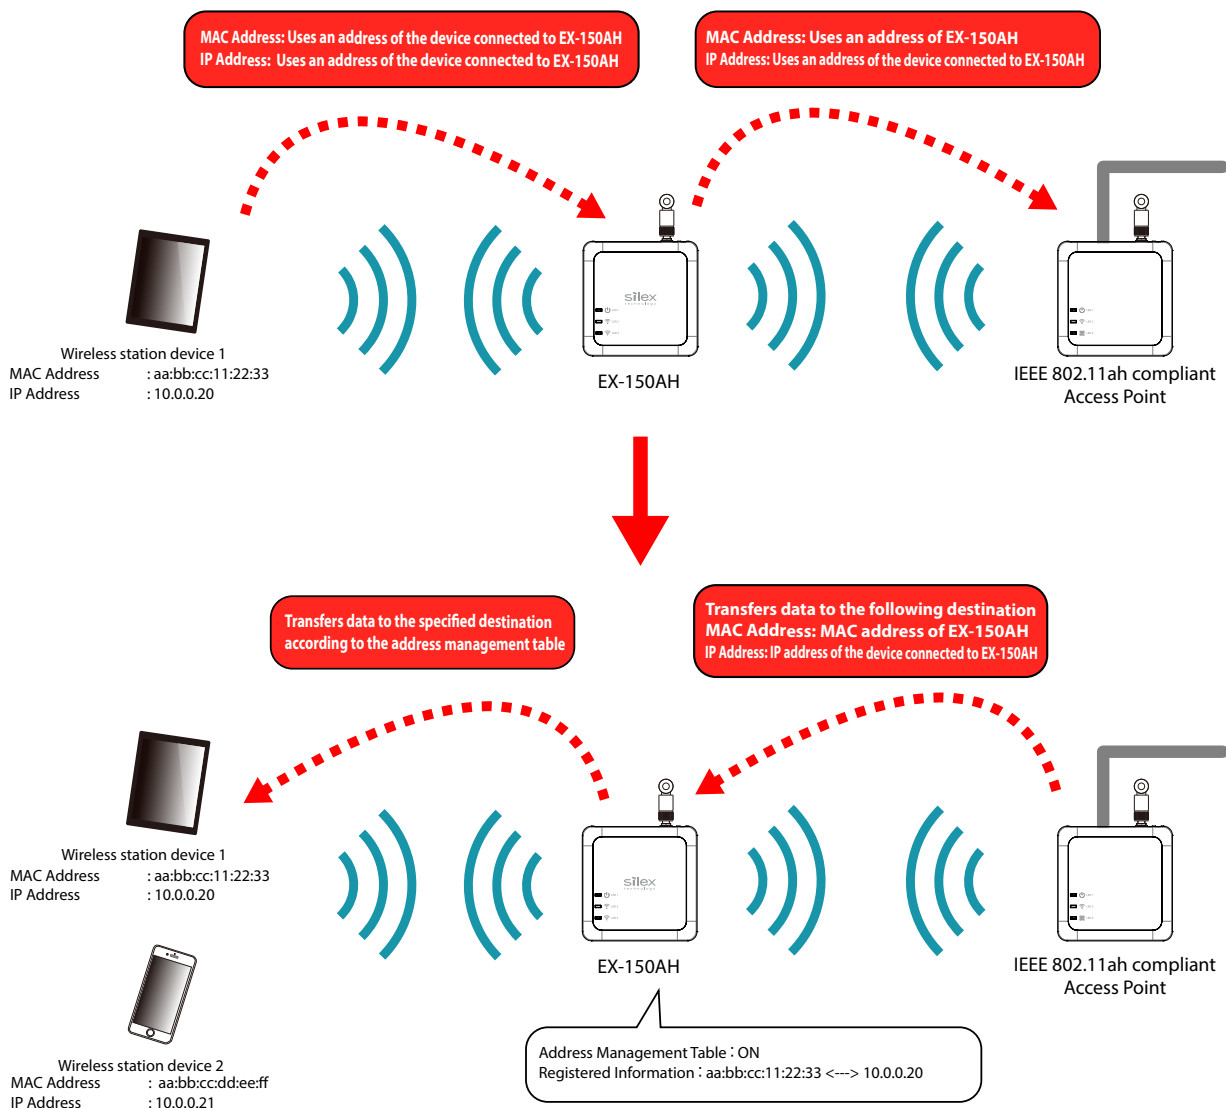 MAC Address: Uses an address of the device connected to EX-150AH
IP Address: Uses an address of the device connected to EX-150AH
MAC Address: Uses an address of EX-150AH
IP Address: Uses an address of the device connected to EX-150AH
silex
technology
Wireless station device 1
MAC Address : aa:bb:cc:11:22:33
IP Address : 10.0.0.20
EX-150AH
IEEE 802.11ah compliant
Access Point
Transfers data to the specified destination
according to the address management table
Transfers data to the following destination
MAC Address: MAC address of EX-150AH
IP Address: IP address of the device connected to EX-150AH
silex
technology
Wireless station device 1
MAC Address : aa:bb:cc:11:22:33
IP Address : 10.0.0.20
EX-150AH
IEEE 802.11ah compliant
Access Point
Wireless station device 2
MAC Address : aa:bb:cc:dd:ee:ff
IP Address : 10.0.0.21
Address Management Table : ON
Registered Information : aa:bb:cc:11:22:33 <---> 10.0.0.20